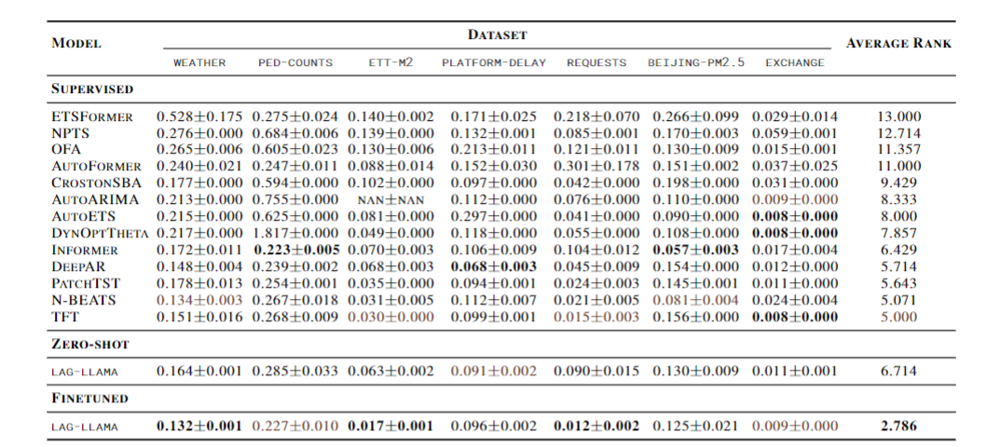 MODEL DATASET AVERAGE RANK
WEATHER PED-COUNTS ETT-M2 PLATFORM-DELAY REQUESTS BEIJING-PM2.5 EXCHANGE
SUPERVISED
ETSFORMER 0.528±0.175 0.275±0.024 0.140±0.002 0.171±0.025 0.218±0.070 0.266±0.099 0.029±0.014 13.000
NPTS 0.276±0.000 0.684±0.006 0.139±0.000 0.132±0.001 0.085±0.001 0.170±0.003 0.059±0.001 12.714
OFA 0.265±0.006 0.605±0.023 0.130±0.006 0.213±0.011 0.121±0.011 0.130±0.009 0.015±0.001 11.357
AUTOFORMER 0.240±0.021 0.247±0.011 0.088±0.014 0.152±0.030 0.301±0.178 0.151±0.002 0.037±0.025 11.000
CROSTONSBA 0.177±0.000 0.594±0.000 0.102±0.000 0.097±0.000 0.042±0.000 0.198±0.000 0.031±0.000 9.429
AUTOARIMA 0.213±0.000 0.755±0.000 NAN±NAN 0.112±0.000 0.076±0.000 0.110±0.000 0.009±0.000 8.333
AUTOETS 0.215±0.000 0.625±0.000 0.081±0.000 0.297±0.000 0.041±0.000 0.090±0.000 0.008±0.000 8.000
DYNOPTTHETA 0.217±0.000 1.817±0.000 0.049±0.000 0.118±0.000 0.055±0.000 0.108±0.000 0.008±0.000 7.857
INFORMER 0.172±0.011 0.223±0.005 0.070±0.003 0.106±0.009 0.104±0.012 0.057±0.003 0.017±0.004 6.429
DEEPAR 0.148±0.004 0.239±0.002 0.068±0.003 0.068±0.003 0.045±0.009 0.154±0.000 0.012±0.000 5.714
PATCHTST 0.178±0.013 0.254±0.001 0.035±0.000 0.094±0.001 0.024±0.003 0.145±0.001 0.011±0.000 5.643
N-BEATS 0.134±0.003 0.267±0.018 0.031±0.005 0.112±0.007 0.021±0.005 0.081±0.004 0.024±0.004 5.071
TFT 0.151±0.016 0.268±0.009 0.030±0.000 0.099±0.001 0.015±0.003 0.156±0.000 0.008±0.000 5.000
ZERO-SHOT
LAG-LLAMA 0.164±0.001 0.285±0.033 0.063±0.002 0.091±0.002 0.090±0.015 0.130±0.009 0.011±0.001 6.714
FINETUNED
LAG-LLAMA 0.132±0.001 0.227±0.010 0.017±0.001 0.096±0.002 0.012±0.002 0.125±0.021 0.009±0.000 2.786